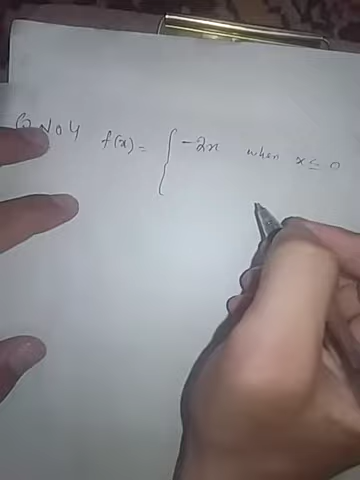 Q No 4 f(x) = { -2x when x ≤ 0